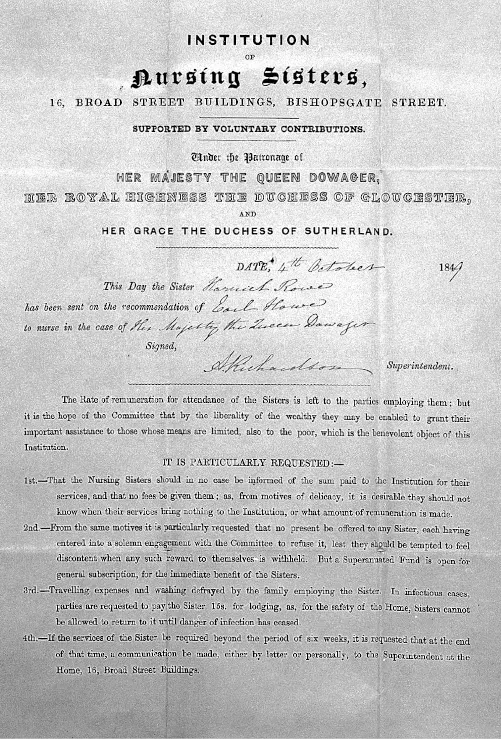 INSTITUTION
OF
Nursing Sisters,
16, BROAD STREET BUILDINGS, BISHOPSGATE STREET.
SUPPORTED BY VOLUNTARY CONTRIBUTIONS.
Under the Patronage of
HER MAJESTY THE QUEEN DOWAGER,
HER ROYAL HIGHNESS THE DUCHESS OF GLOUCESTER,
AND
HER GRACE THE DUCHESS OF SUTHERLAND.
DATE, 4th October 1849
This Day the Sister Harriet Rowe
has been sent on the recommendation of Earl Howe
to nurse in the case of Her Majesty the Queen Dowager
Signed,
A Richardson Superintendent.
The Rate of remuneration for attendance of the Sisters is left to the parties employing them; but
it is the hope of the Committee that by the liberality of the wealthy they may be enabled to grant their
important assistance to those whose means are limited, also to the poor, which is the benevolent object of this
Institution.
IT IS PARTICULARLY REQUESTED:—
1st.—That the Nursing Sisters should in no case be informed of the sum paid to the Institution for their
services, and that no fees be given them; as, from motives of delicacy, it is desirable they should not
know when their services bring nothing to the Institution, or what amount of remuneration is made.
2nd—From the same motives it is particularly requested that no present be offered to any Sister, each having
entered into a solemn engagement with the Committee to refuse it, lest they should be tempted to feel
discontent when any such reward to themselves is withheld. But a Superannuated Fund is open for
general subscription, for the immediate benefit of the Sisters.
3rd.—Travelling expenses and washing defrayed by the family employing the Sister. In infectious cases,
parties are requested to pay the Sister 15s. for lodging, as, for the safety of the Home, Sisters cannot
be allowed to return to it until danger of infection has ceased
4th.—If the services of the Sister be required beyond the period of six weeks, it is requested that at the end
of that time, a communication be made, either by letter or personally, to the Superintendent at the
Home, 16, Broad Street Buildings.